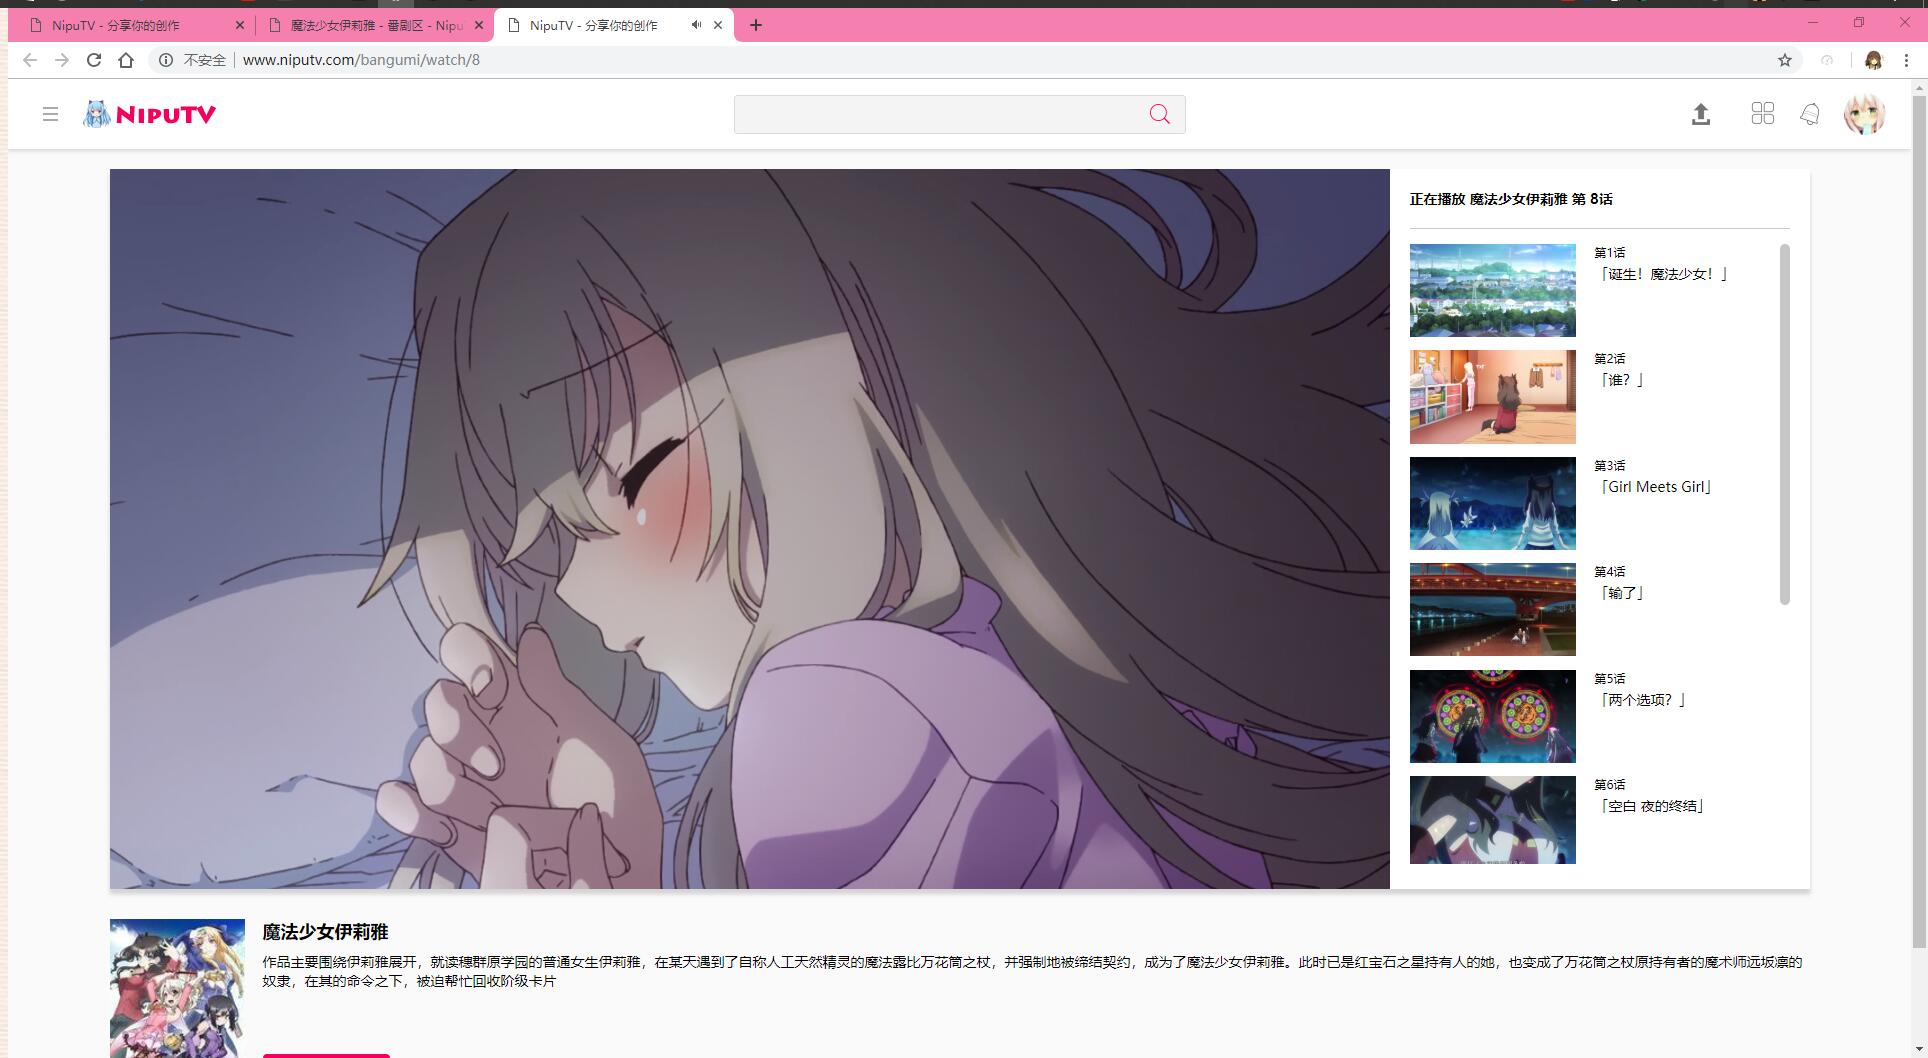 NipuTV - 分享你的创作
魔法少女伊莉雅 - 番剧区 - Nipu
NipuTV - 分享你的创作
不安全
www.niputv.com/bangumi/watch/8
NIPUTV
正在播放 魔法少女伊莉雅 第 8话
第1话
「诞生！魔法少女！」
第2话
「谁？」
第3话
「Girl Meets Girl」
第4话
「输了」
第5话
「两个选项？」
第6话
「空白 夜的终结」
魔法少女伊莉雅
作品主要围绕伊莉雅展开，就读穗群原学园的普通女生伊莉雅，在某天遇到了自称人工天然精灵的魔法露比万花筒之杖，并强制地被缔结契约，成为了魔法少女伊莉雅。此时已是红宝石之星持有人的她，也变成了万花筒之杖原持有者的魔术师远坂凛的
奴隶，在其的命令之下，被迫帮忙回收阶级卡片